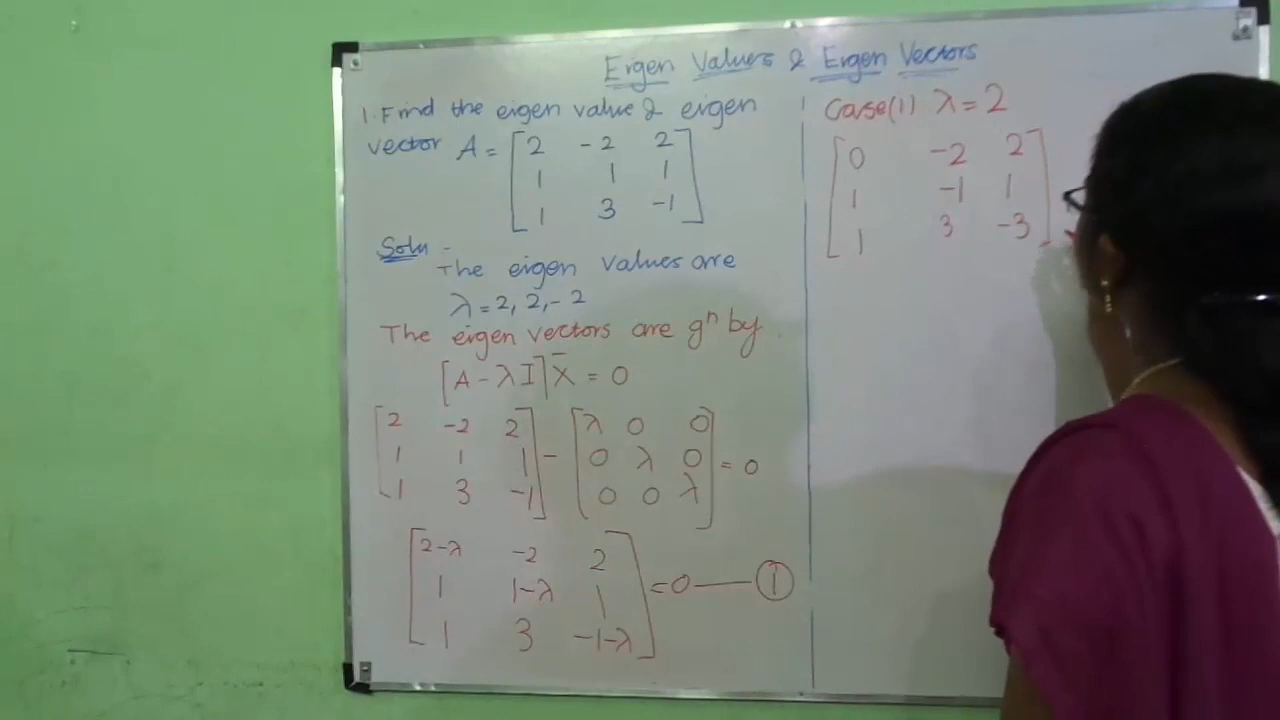 Eigen Values & Eigen Vectors
1. Find the eigen value & eigen
vector A = [2 -2 2
1 1 1
1 3 -1]
Soln -
The eigen values are
λ = 2, 2, - 2
The eigen vectors are gn by
[A - λI] X̄ = 0
[2 -2 2
1 1 1
1 3 -1] - [λ 0 0
0 λ 0
0 0 λ] = 0
[2-λ -2 2
1 1-λ 1
1 3 -1-λ] = 0 — ①
Case(1) λ = 2
[0 -2 2
1 -1 1
1 3 -3]